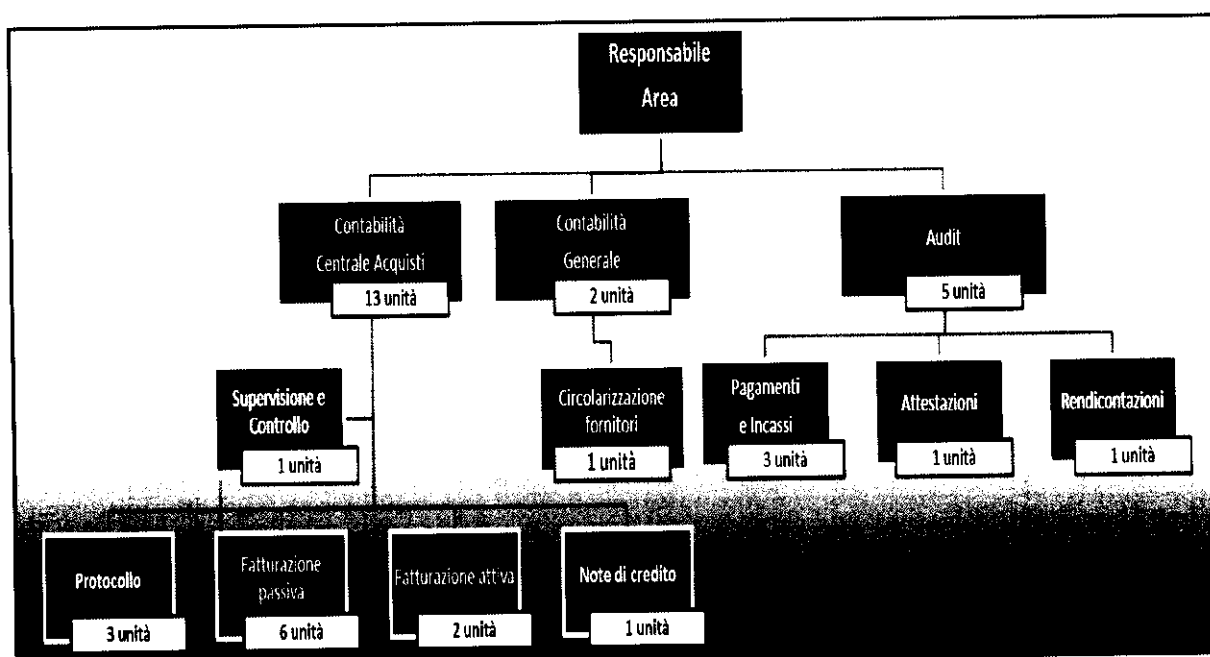 Responsabile
Area
Contabilità
Centrale Acquisti
13 unità
Contabilità
Generale
2 unità
Audit
5 unità
Supervisione e
Controllo
1 unità
Circolarizzazione
fornitori
1 unità
Pagamenti
e Incassi
3 unità
Attestazioni
1 unità
Rendicontazioni
1 unità
Protocollo
3 unità
Fatturazione
passiva
6 unità
Fatturazione attiva
2 unità
Note di credito
1 unità